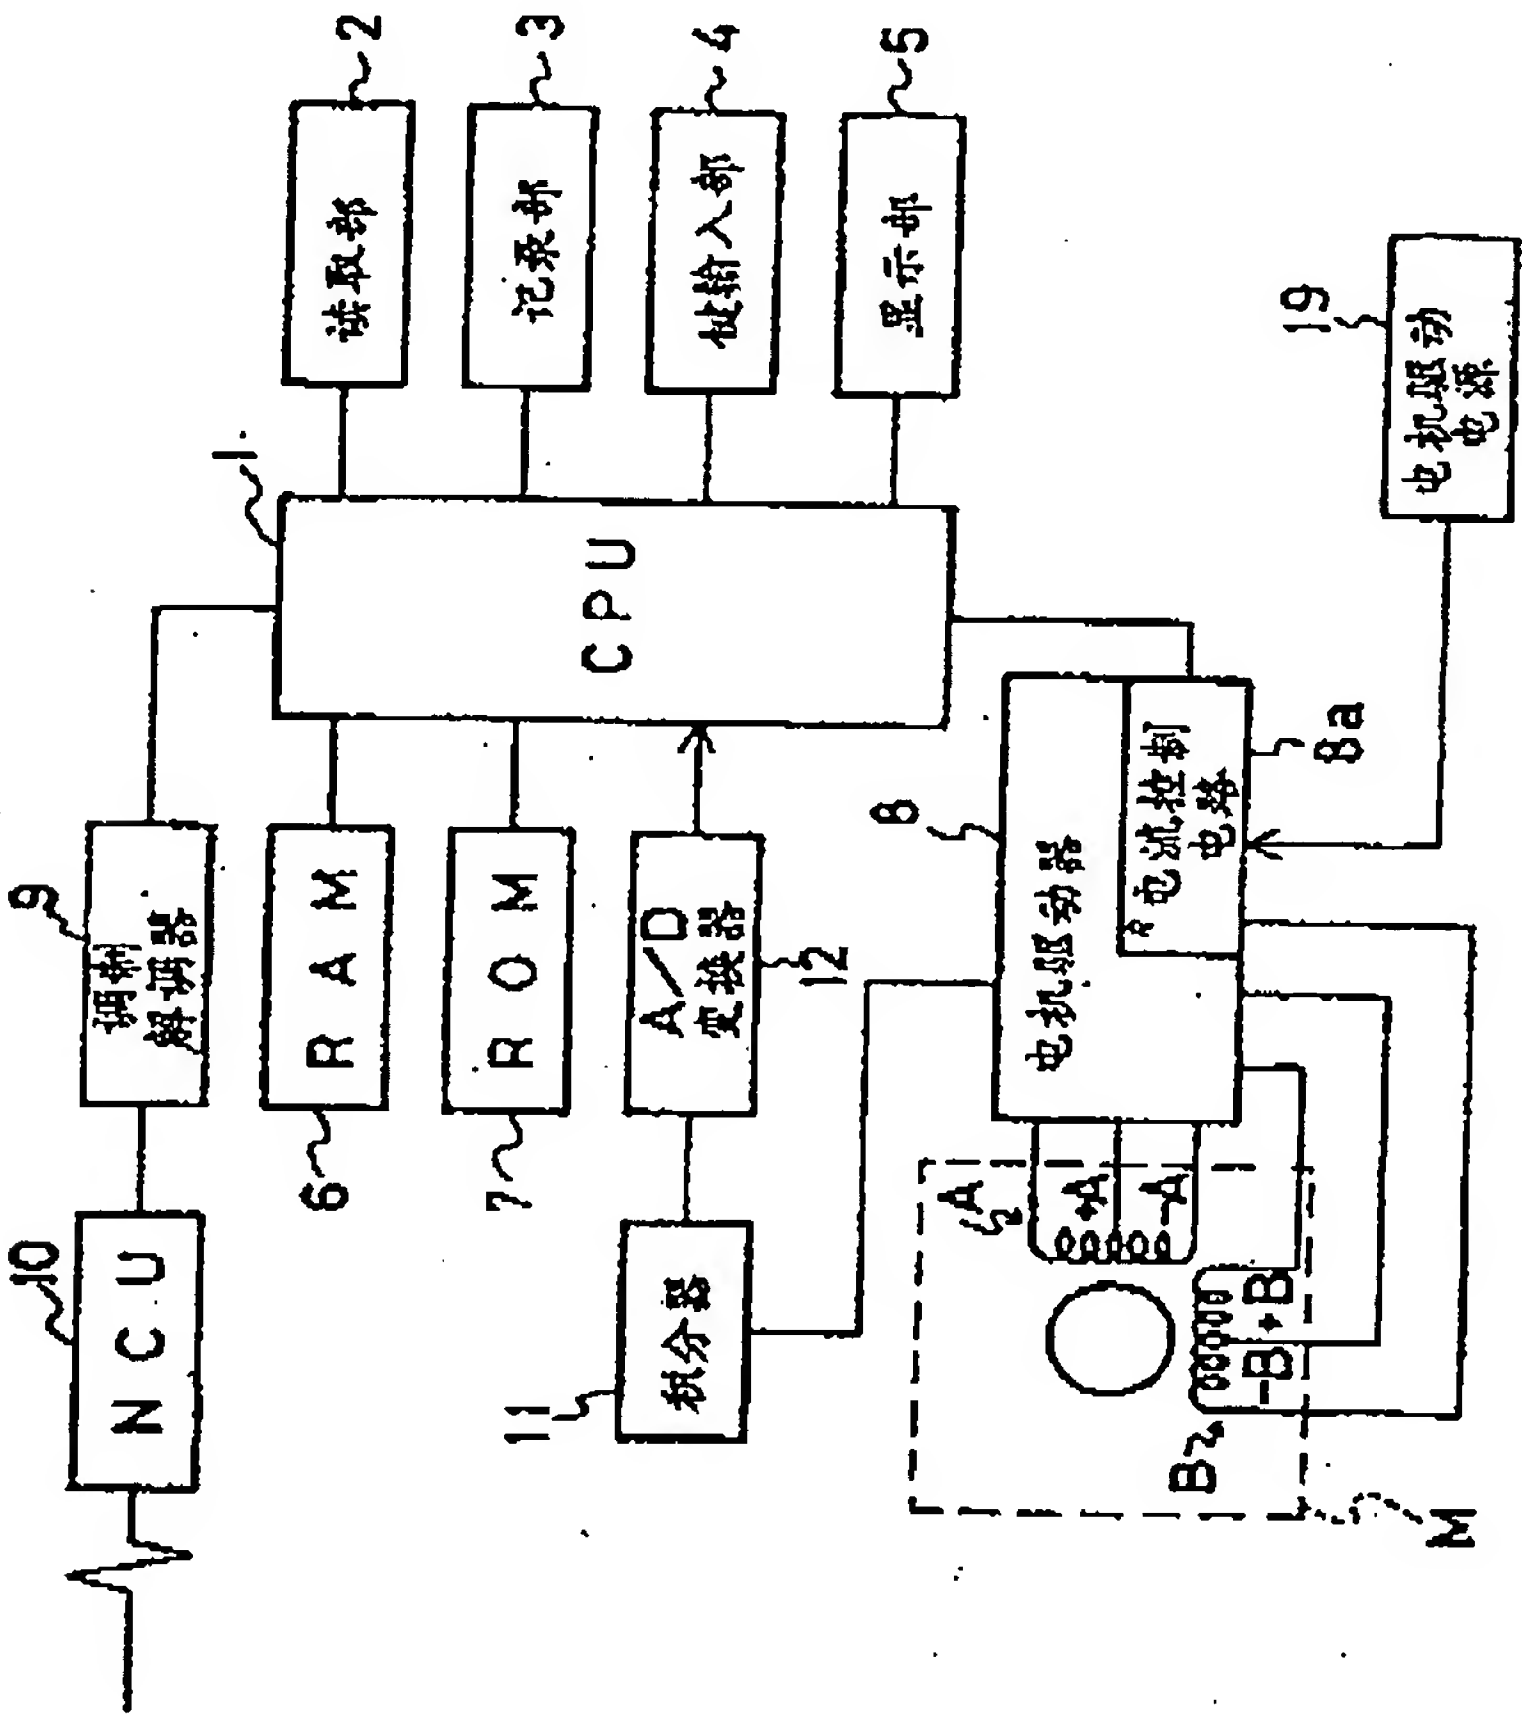 10
NCU
9
调制
解调器
1
CPU
2
读取部
3
记录部
4
键输入部
5
显示部
6
RAM
7
ROM
11
积分器
A/D
变换器
12
8
电机驱动器
电流控制
电路
8a
19
电机驱动
电源
A
+A
-A
B
-B
+B
M